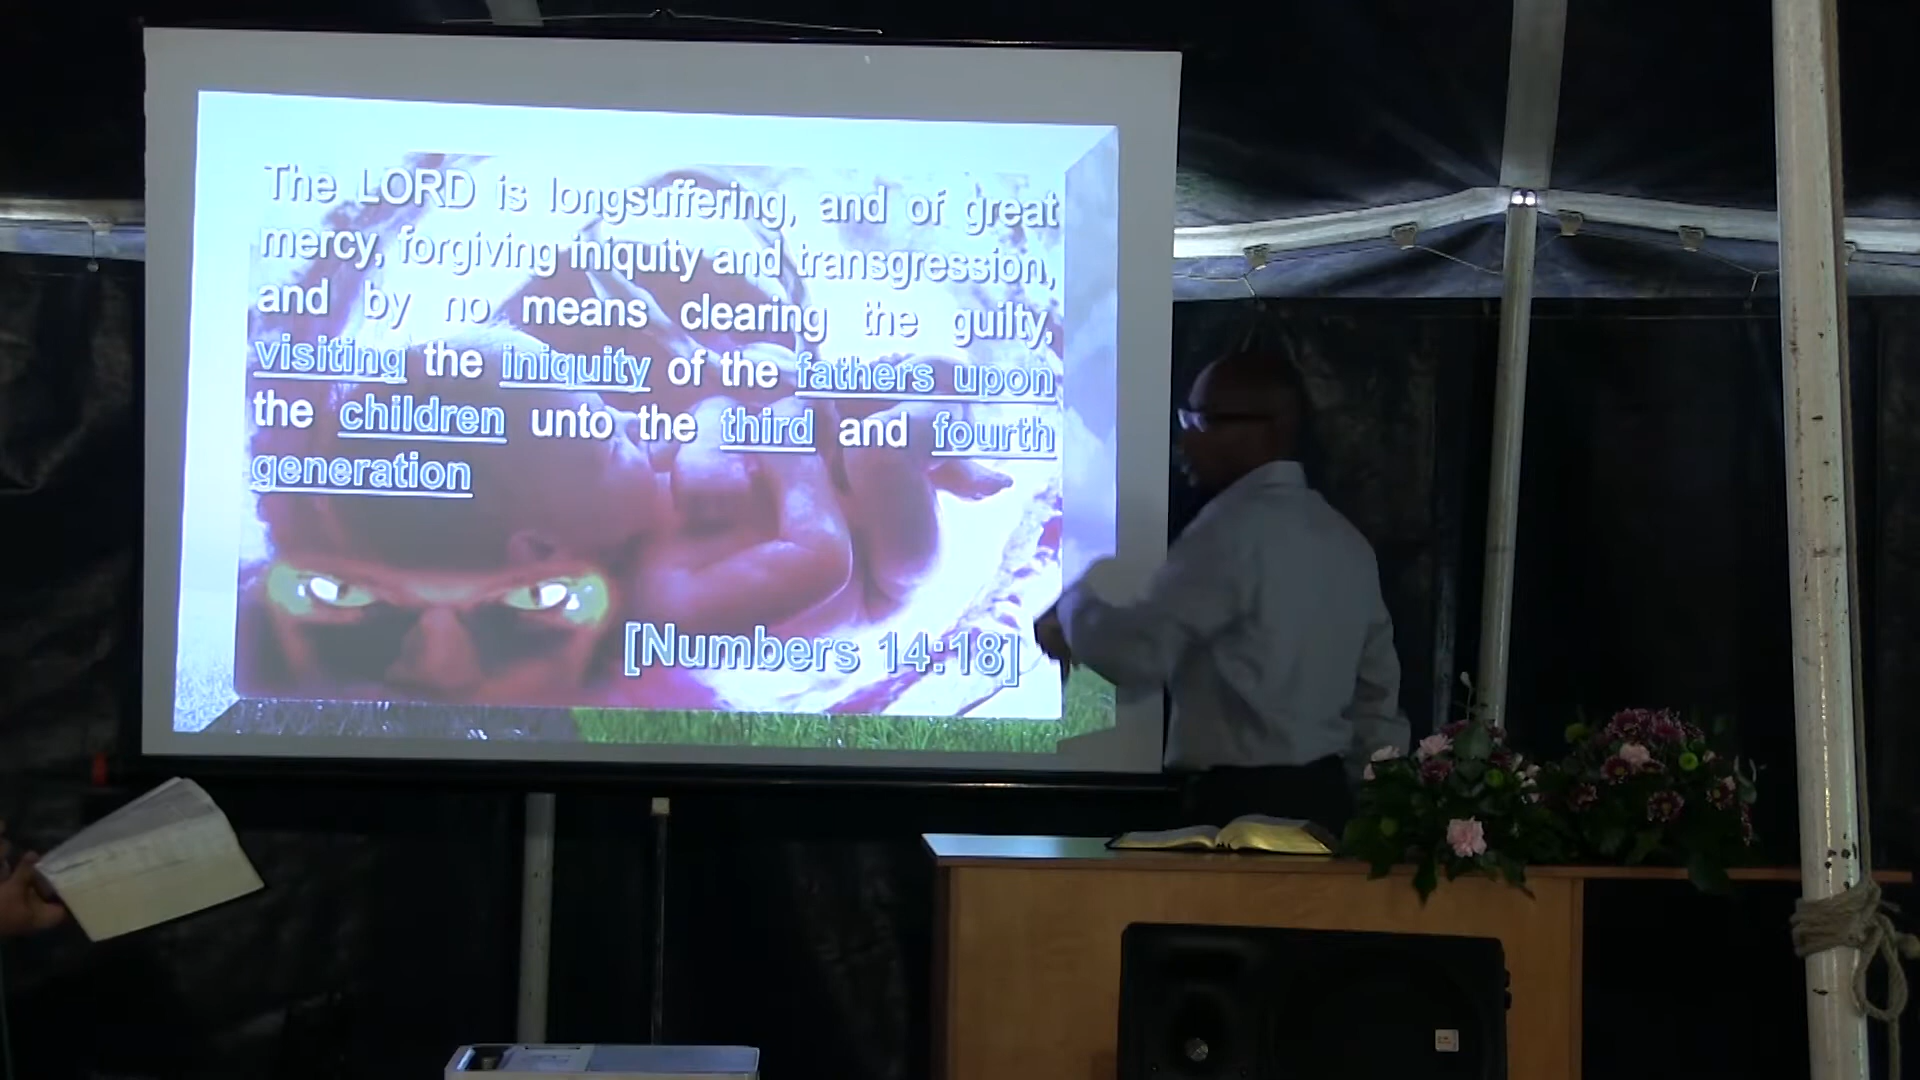 The LORD is longsuffering, and of great
mercy, forgiving iniquity and transgression,
and by no means clearing the guilty,
visiting the iniquity of the fathers upon
the children unto the third and fourth
generation
[Numbers 14:18]